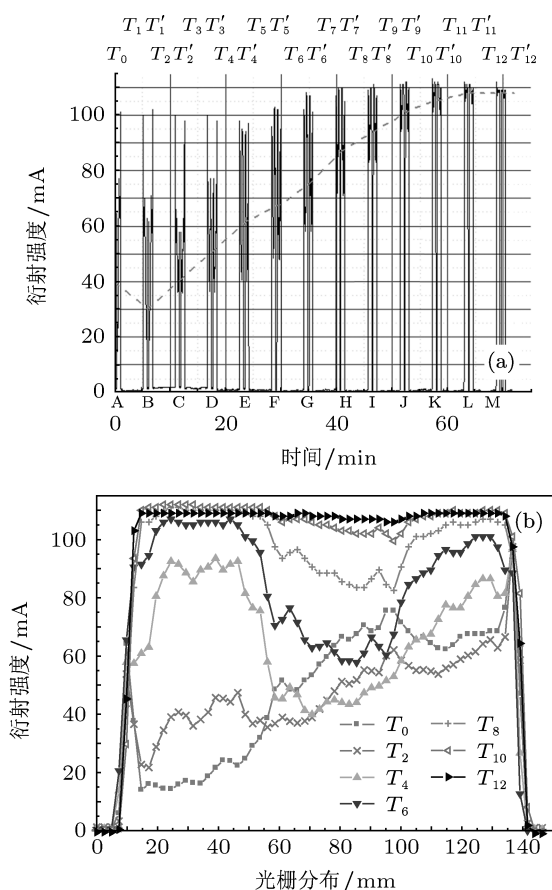 T₁ T₁′ T₃ T₃′ T₅ T₅′ T₇ T₇′ T₉ T₉′ T₁₁ T₁₁′
T₀ T₂ T₂′ T₄ T₄′ T₆ T₆′ T₈ T₈′ T₁₀ T₁₀′ T₁₂ T₁₂′
100
80
60
40
20
0
衍射强度/mA
(a)
A B C D E F G H I J K L M
0 20 40 60
时间/min
(b)
100
80
60
40
20
0
衍射强度/mA
T₀ T₈
T₂ T₁₀
T₄ T₁₂
T₆
0 20 40 60 80 100 120 140
光栅分布/mm